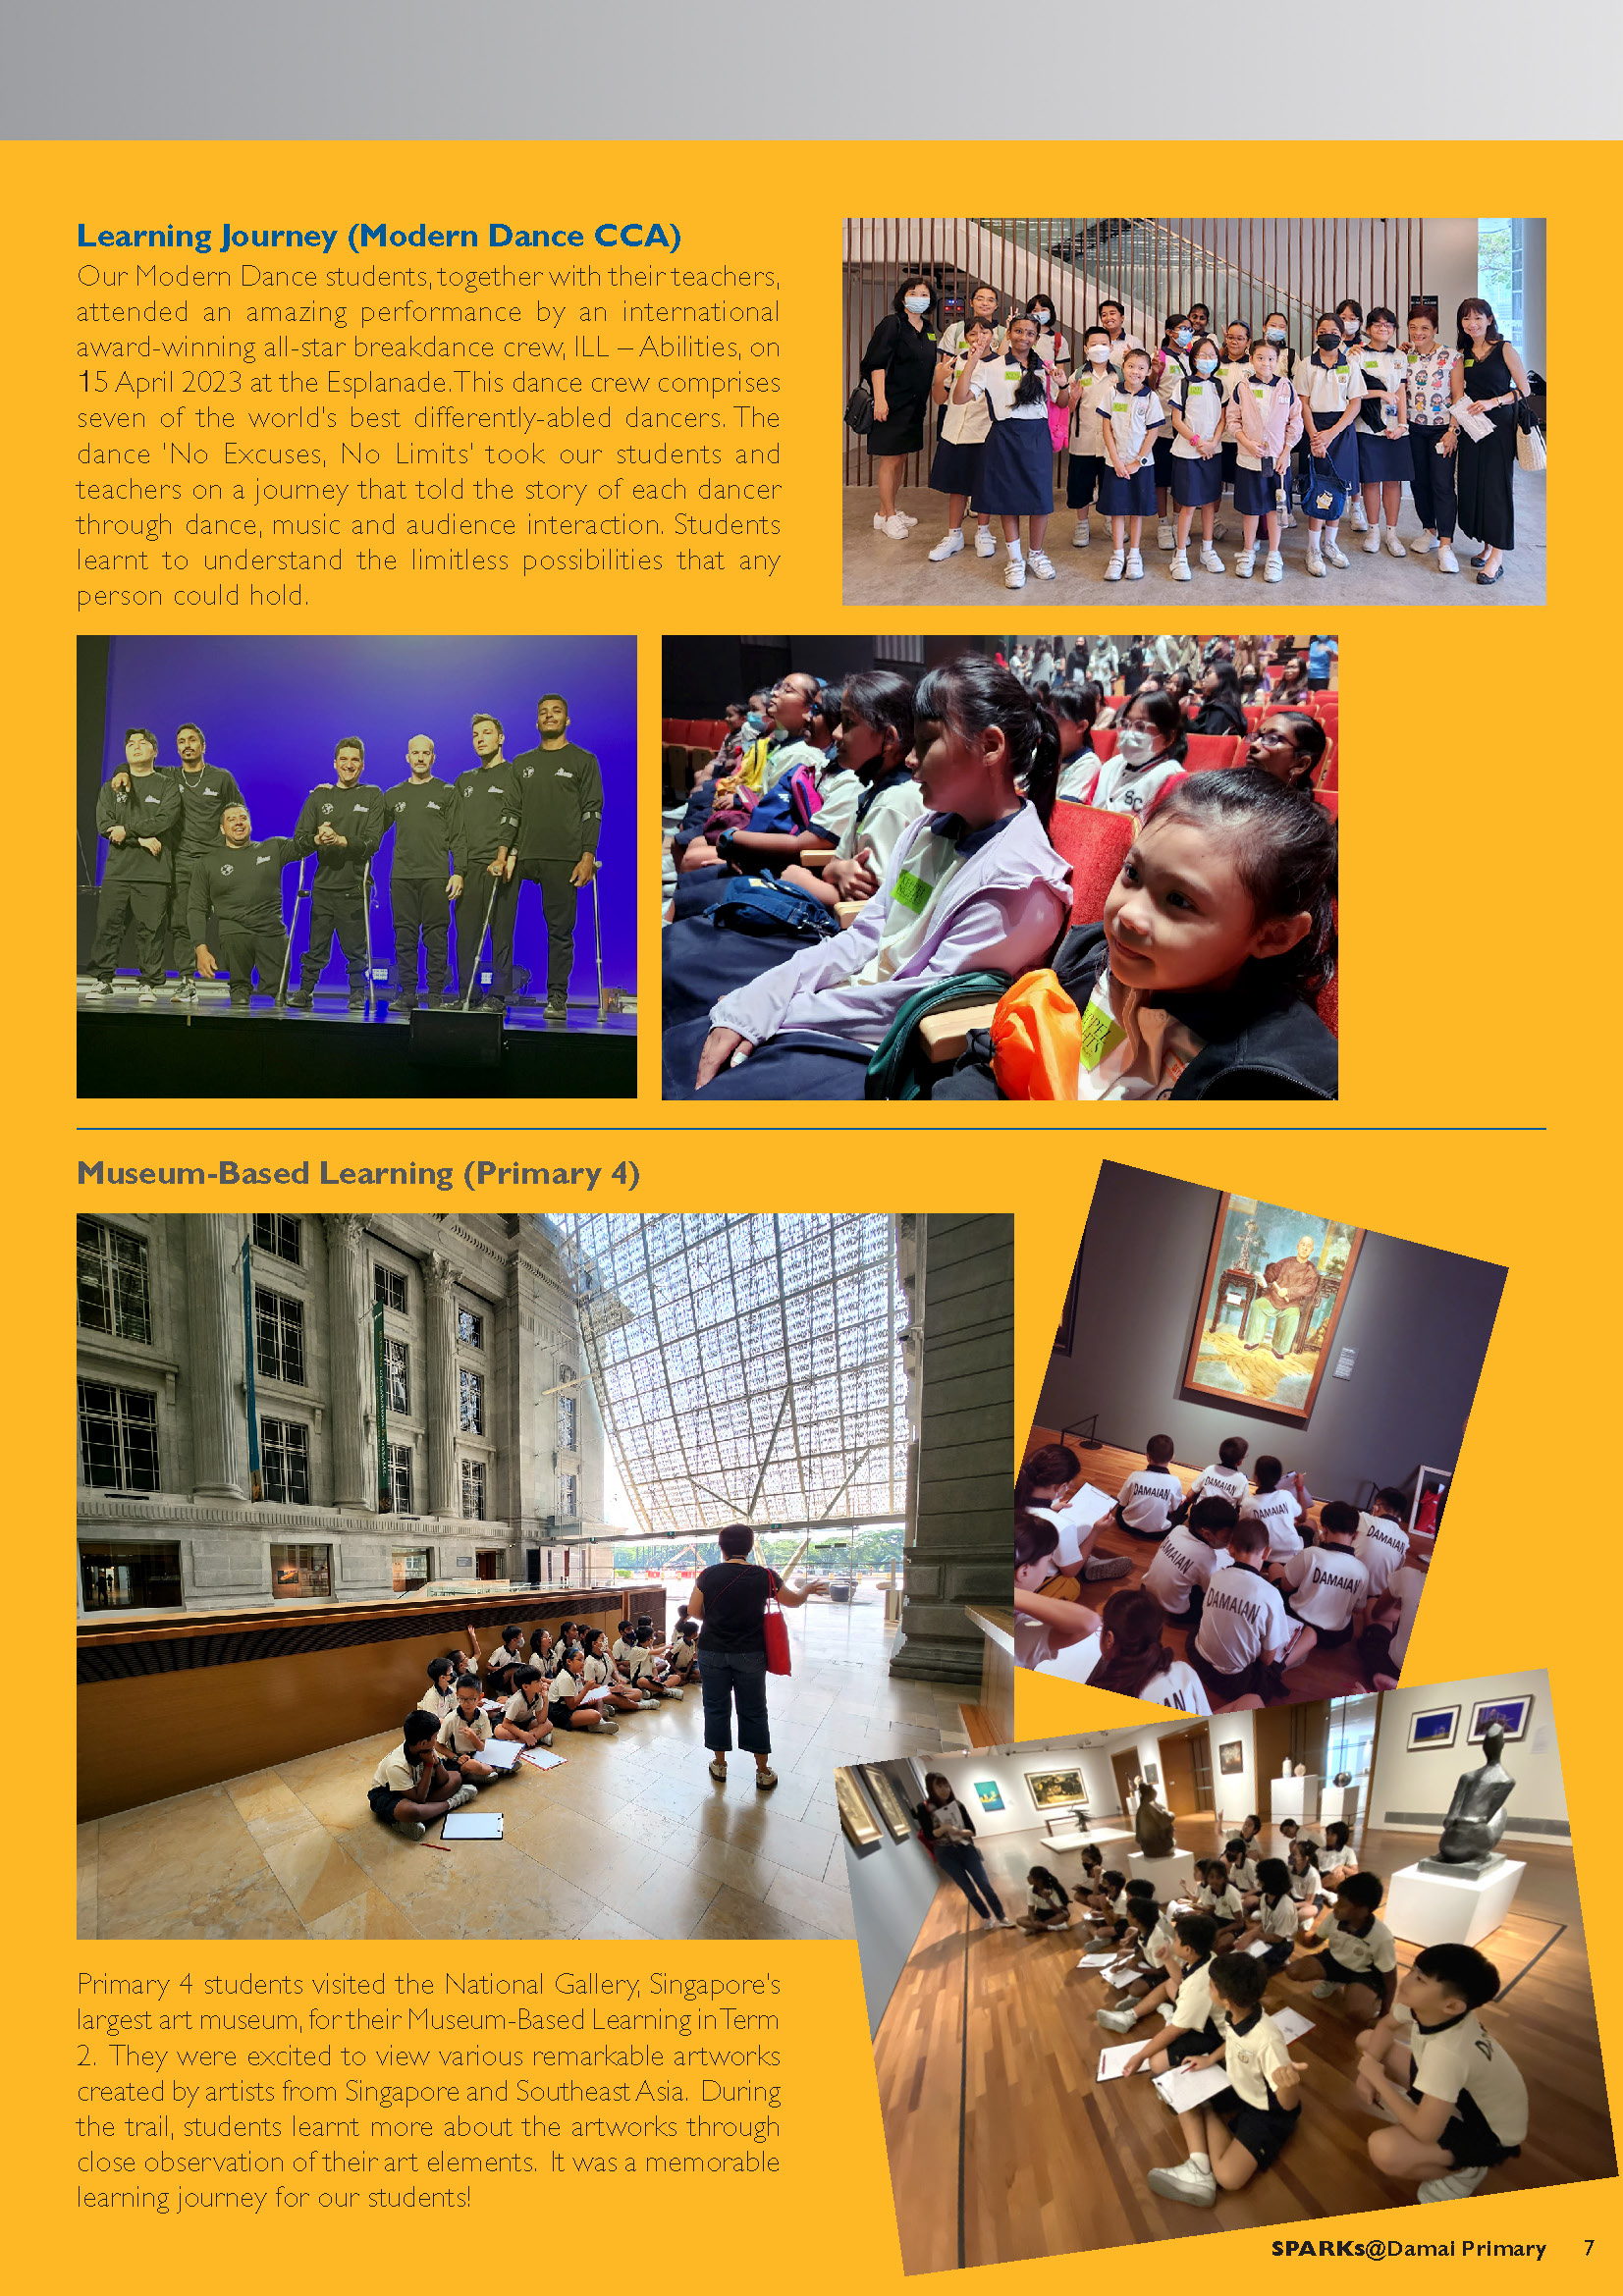 Learning Journey (Modern Dance CCA)
Our Modern Dance students, together with their teachers,
attended an amazing performance by an international
award-winning all-star breakdance crew, ILL – Abilities, on
15 April 2023 at the Esplanade. This dance crew comprises
seven of the world's best differently-abled dancers. The
dance 'No Excuses, No Limits' took our students and
teachers on a journey that told the story of each dancer
through dance, music and audience interaction. Students
learnt to understand the limitless possibilities that any
person could hold.
SC
Museum-Based Learning (Primary 4)
DAMAIAN
DAMAIAN
DAMAIAN
DAMAIAN
DAMAIAN
DAMAIAN
Primary 4 students visited the National Gallery, Singapore's
largest art museum, for their Museum-Based Learning in Term
2. They were excited to view various remarkable artworks
created by artists from Singapore and Southeast Asia. During
the trail, students learnt more about the artworks through
close observation of their art elements. It was a memorable
learning journey for our students!
SPARKs@Damai Primary 7